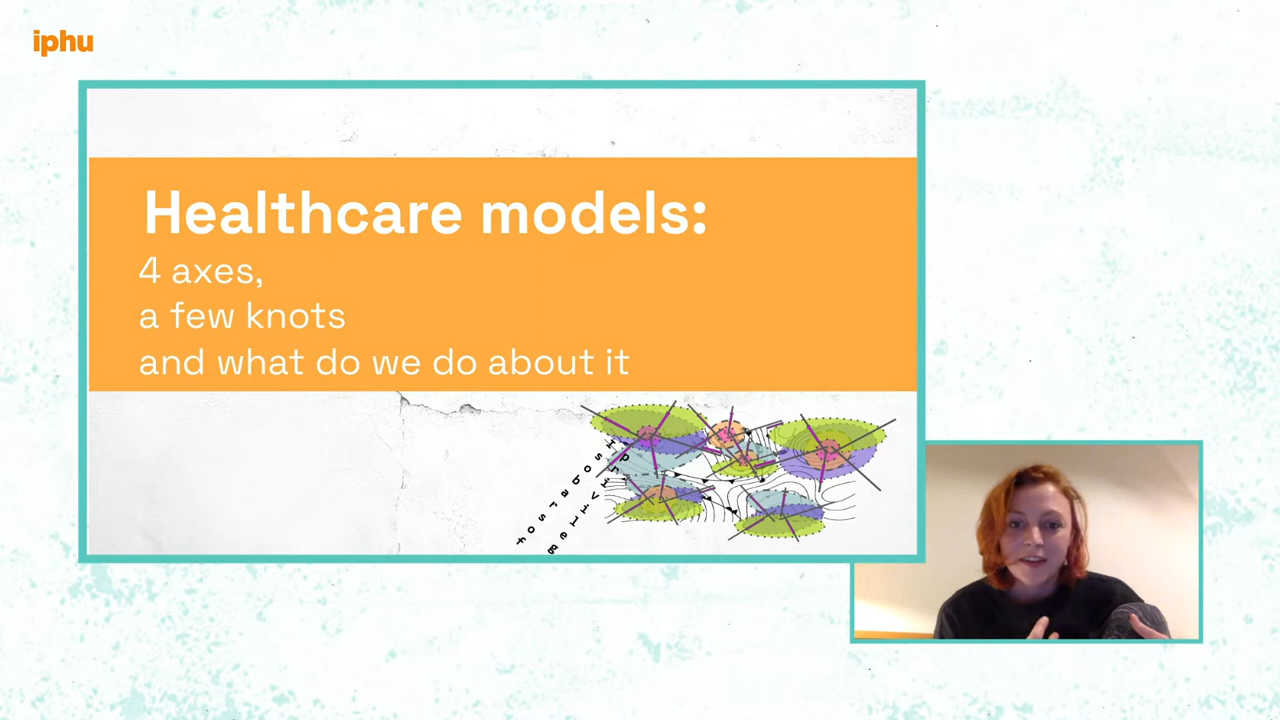 iphu
Healthcare models:
4 axes,
a few knots
and what do we do about it